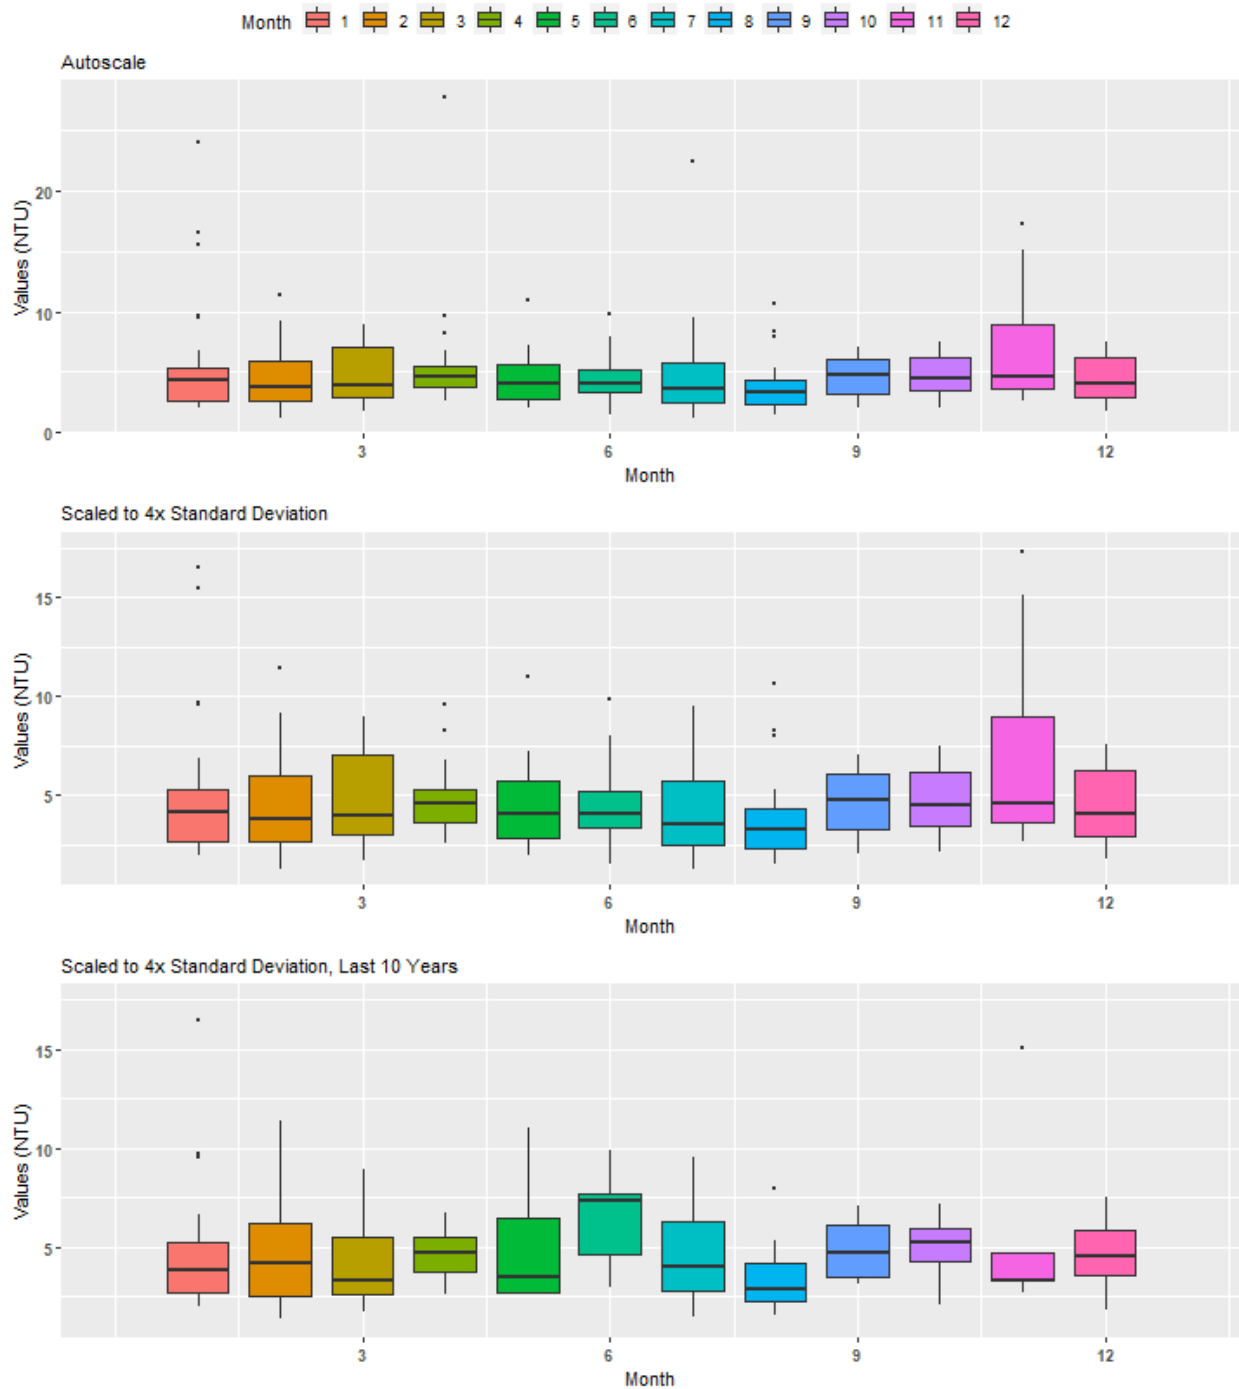 Month 1 2 3 4 5 6 7 8 9 10 11 12
Autoscale
Values (NTU)
20
10
0
3 6 9 12
Month
Scaled to 4x Standard Deviation
Values (NTU)
15
10
5
3 6 9 12
Month
Scaled to 4x Standard Deviation, Last 10 Years
Values (NTU)
15
10
5
3 6 9 12
Month